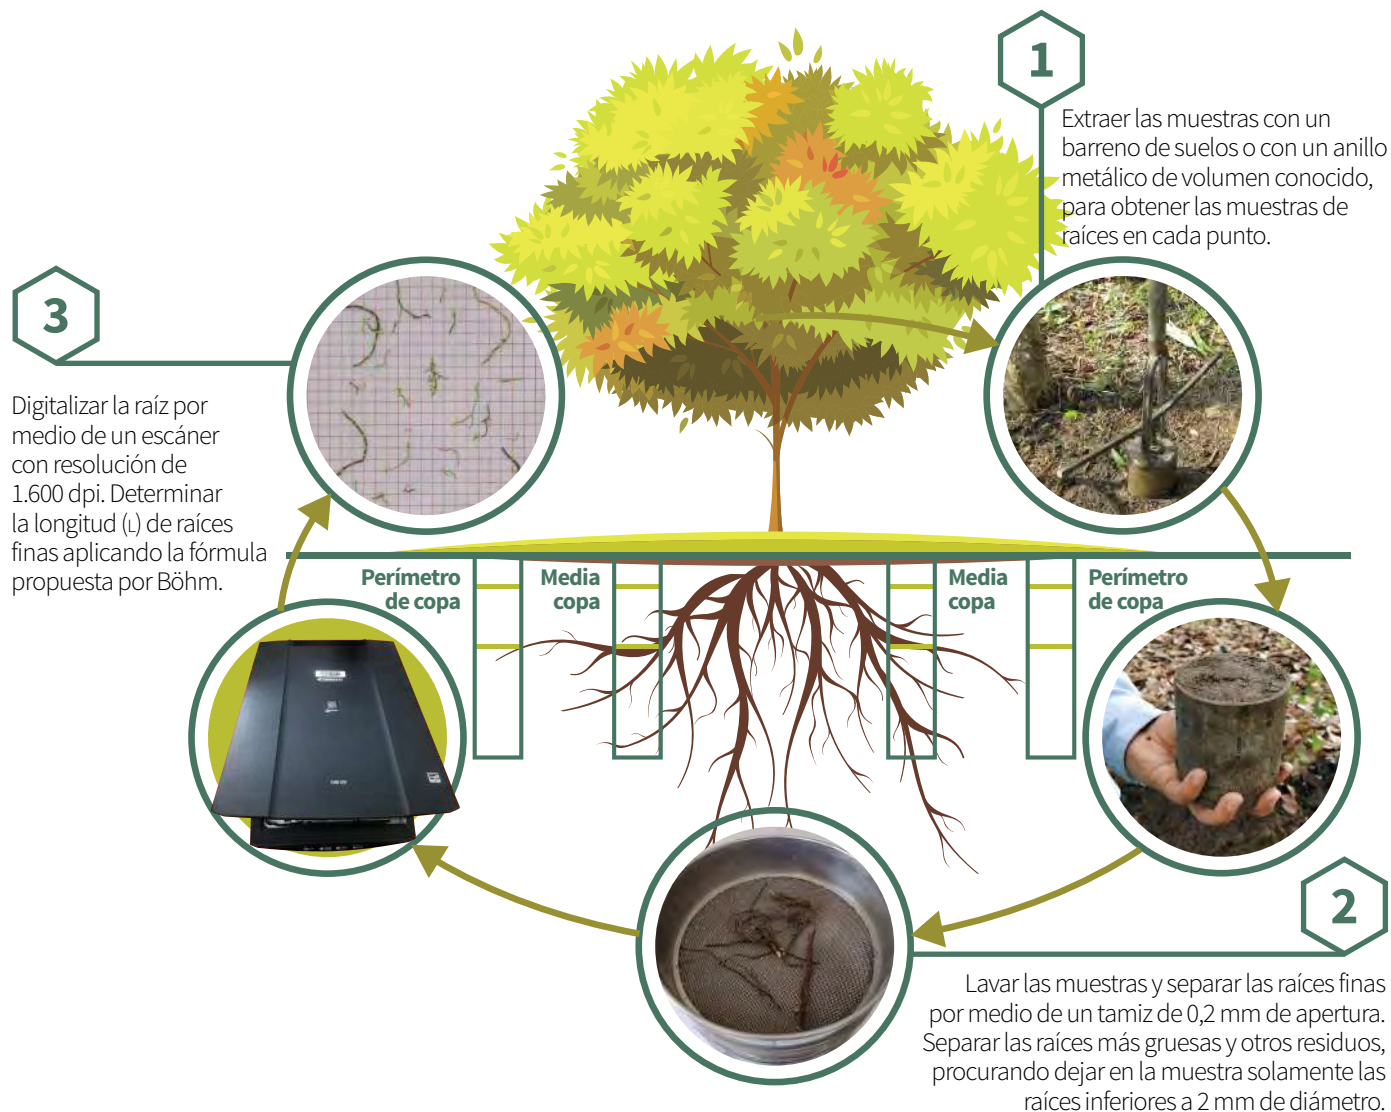 1
Extraer las muestras con un
barreno de suelos o con un anillo
metálico de volumen conocido,
para obtener las muestras de
raíces en cada punto.
3
Digitalizar la raíz por
medio de un escáner
con resolución de
1.600 dpi. Determinar
la longitud (L) de raíces
finas aplicando la fórmula
propuesta por Böhm.
Perímetro
de copa
Media
copa
Media
copa
Perímetro
de copa
2
Lavar las muestras y separar las raíces finas
por medio de un tamiz de 0,2 mm de apertura.
Separar las raíces más gruesas y otros residuos,
procurando dejar en la muestra solamente las
raíces inferiores a 2 mm de diámetro.